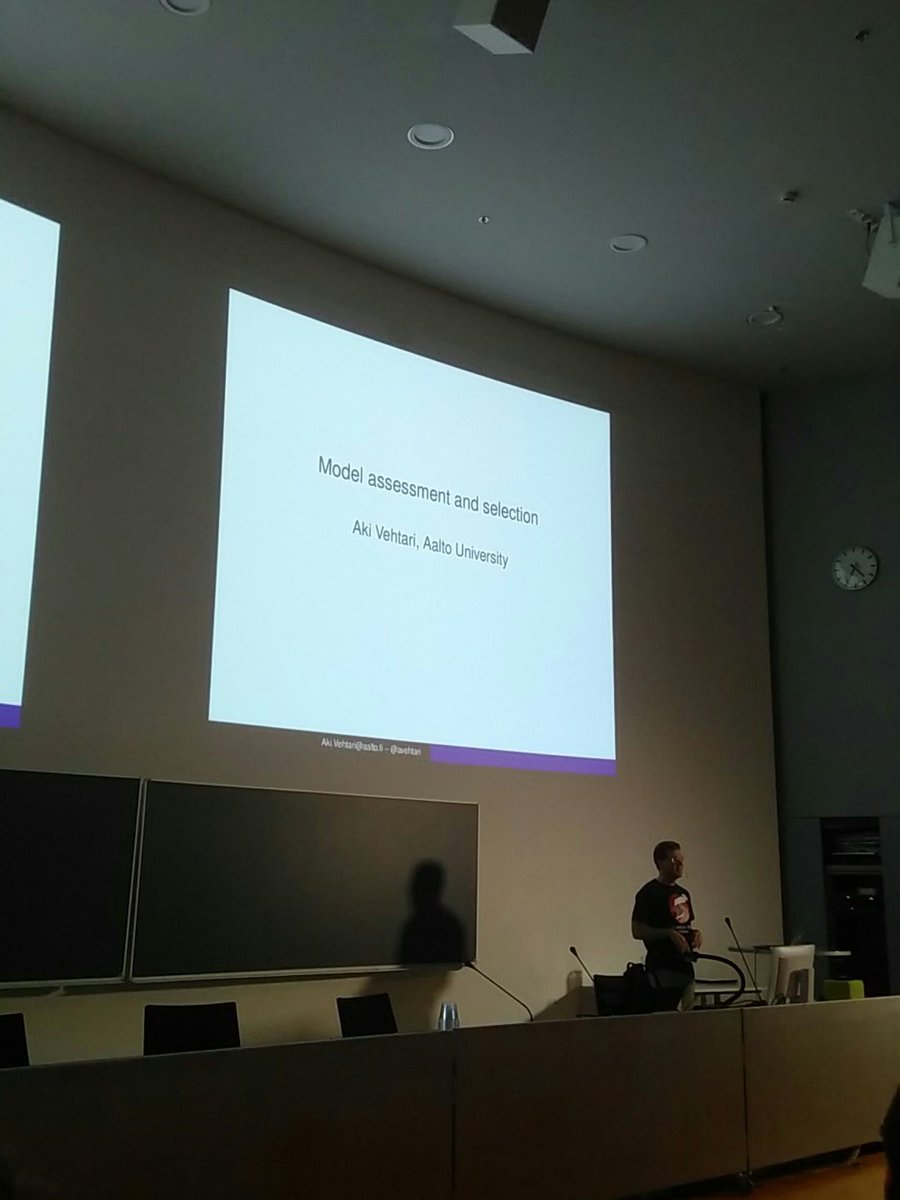 Model assessment and selection
Aki Vehtari, Aalto University
Aki.Vehtari@aalto.fi – @avehtari